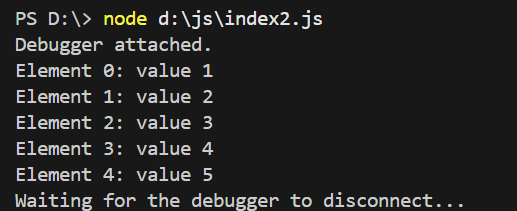 PS D:\> node d:\js\index2.js
Debugger attached.
Element 0: value 1
Element 1: value 2
Element 2: value 3
Element 3: value 4
Element 4: value 5
Waiting for the debugger to disconnect...